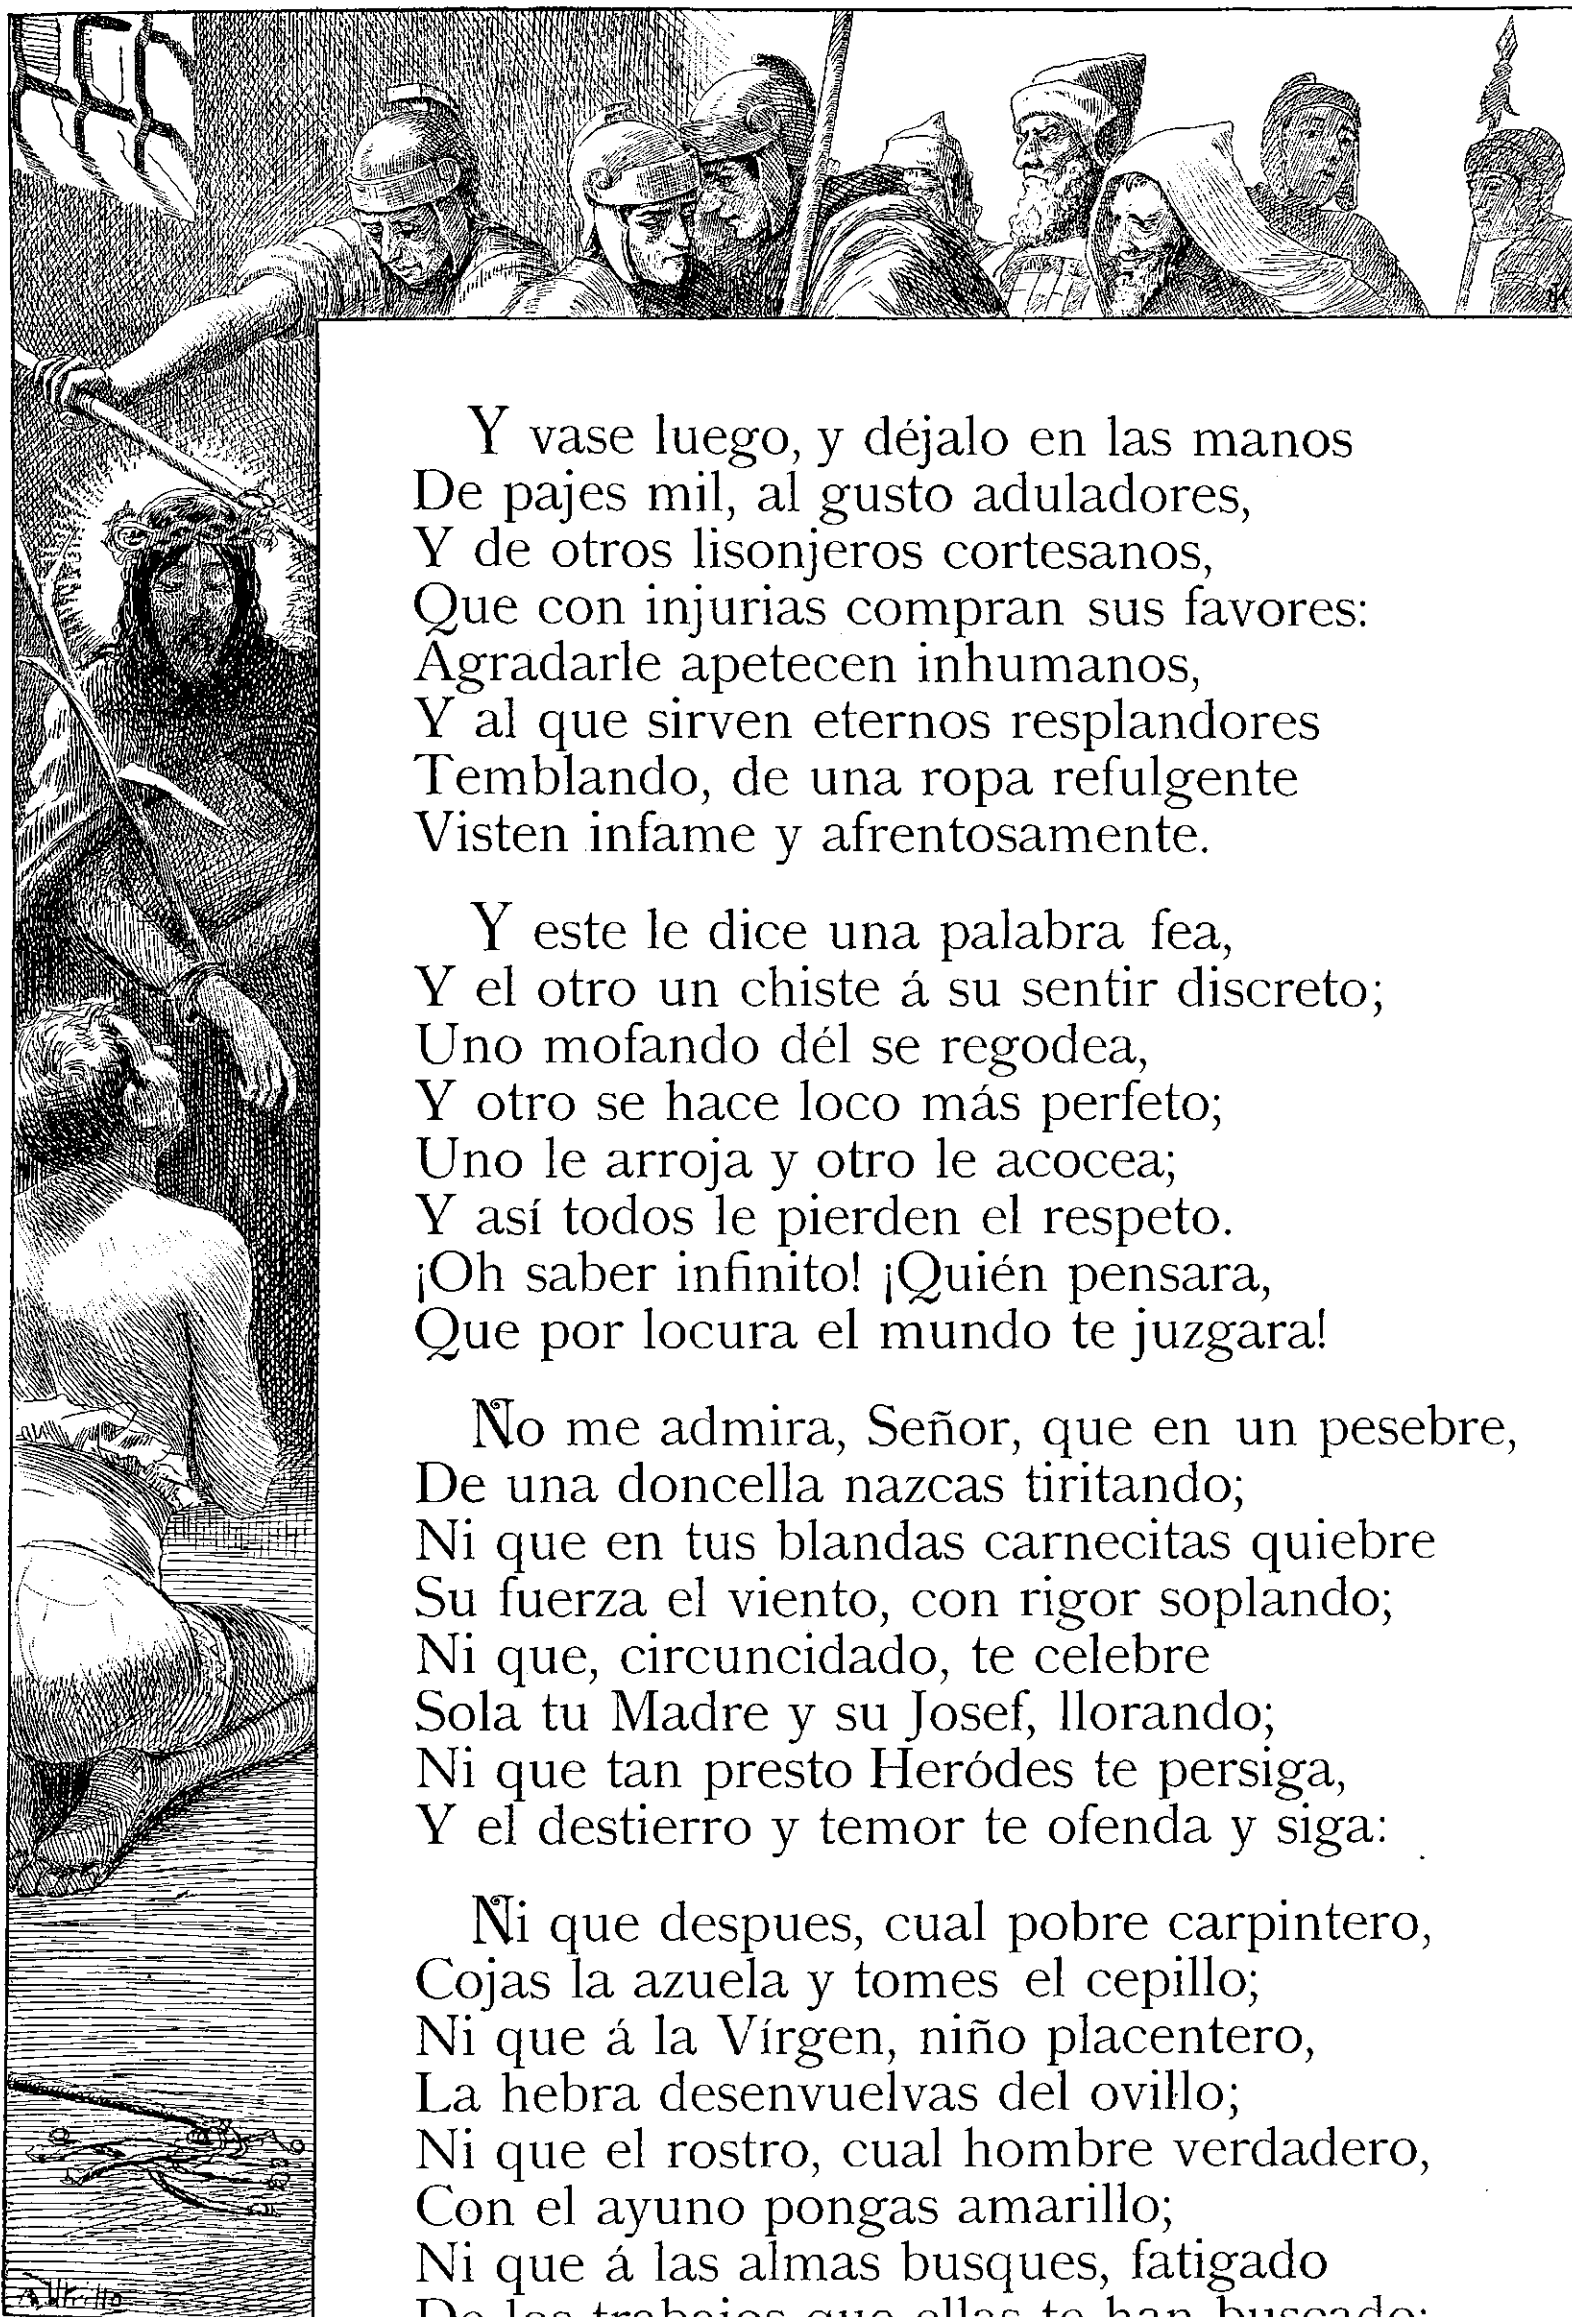 Y vase luego, y déjalo en las manos
De pajes mil, al gusto aduladores,
Y de otros lisonjeros cortesanos,
Que con injurias compran sus favores:
Agradarle apetecen inhumanos,
Y al que sirven eternos resplandores
Temblando, de una ropa refulgente
Visten infame y afrentosamente.
Y este le dice una palabra fea,
Y el otro un chiste á su sentir discreto;
Uno mofando dél se regodea,
Y otro se hace loco más perfeto;
Uno le arroja y otro le acocea;
Y así todos le pierden el respeto.
¡Oh saber infinito! ¡Quién pensara,
Que por locura el mundo te juzgara!
No me admira, Señor, que en un pesebre,
De una doncella nazcas tiritando;
Ni que en tus blandas carnecitas quiebre
Su fuerza el viento, con rigor soplando;
Ni que, circuncidado, te celebre
Sola tu Madre y su Josef, llorando;
Ni que tan presto Heródes te persiga,
Y el destierro y temor te ofenda y siga:
Ni que despues, cual pobre carpintero,
Cojas la azuela y tomes el cepillo;
Ni que á la Vírgen, niño placentero,
La hebra desenvuelvas del ovillo;
Ni que el rostro, cual hombre verdadero,
Con el ayuno pongas amarillo;
Ni que á las almas busques, fatigado
De los trabajos que ellas te han buscado:
A. Utrillo